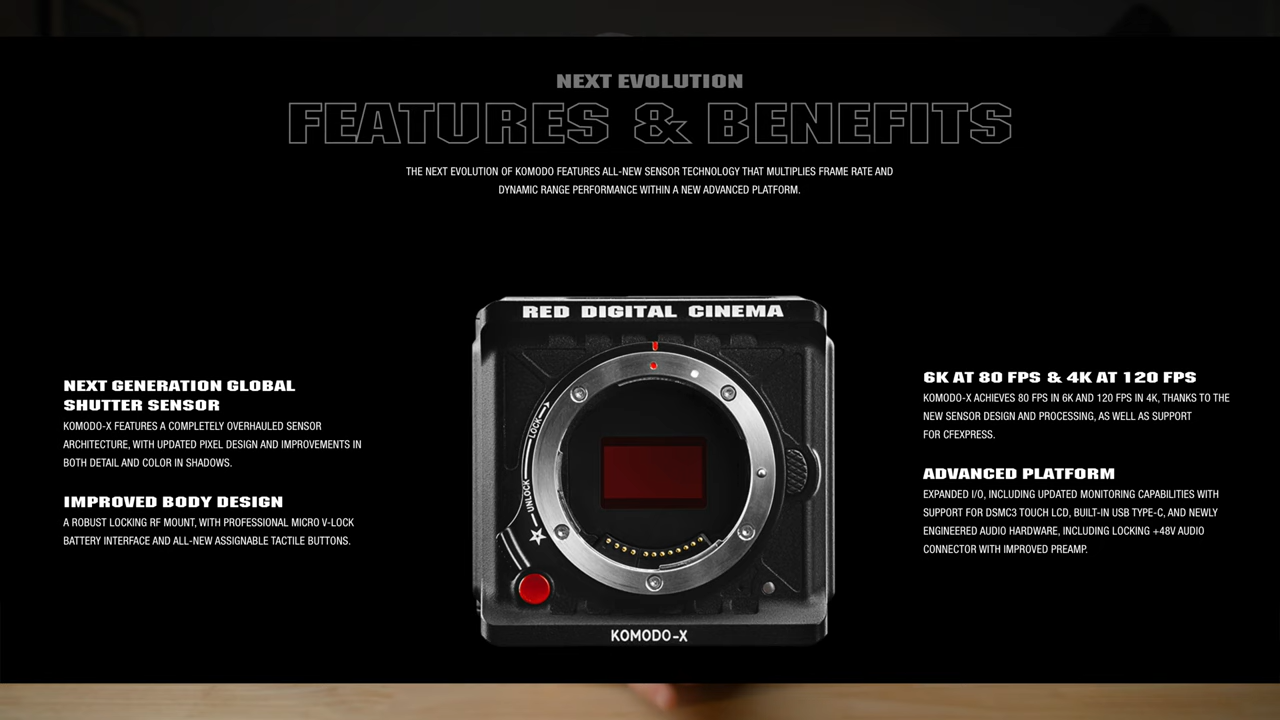 NEXT EVOLUTION
FEATURES & BENEFITS
THE NEXT EVOLUTION OF KOMODO FEATURES ALL-NEW SENSOR TECHNOLOGY THAT MULTIPLIES FRAME RATE AND
DYNAMIC RANGE PERFORMANCE WITHIN A NEW ADVANCED PLATFORM.
RED DIGITAL CINEMA
LOCK
UNLOCK
KOMODO-X
NEXT GENERATION GLOBAL
SHUTTER SENSOR
KOMODO-X FEATURES A COMPLETELY OVERHAULED SENSOR
ARCHITECTURE, WITH UPDATED PIXEL DESIGN AND IMPROVEMENTS IN
BOTH DETAIL AND COLOR IN SHADOWS.
IMPROVED BODY DESIGN
A ROBUST LOCKING RF MOUNT, WITH PROFESSIONAL MICRO V-LOCK
BATTERY INTERFACE AND ALL-NEW ASSIGNABLE TACTILE BUTTONS.
6K AT 80 FPS & 4K AT 120 FPS
KOMODO-X ACHIEVES 80 FPS IN 6K AND 120 FPS IN 4K, THANKS TO THE
NEW SENSOR DESIGN AND PROCESSING, AS WELL AS SUPPORT
FOR CFEXPRESS.
ADVANCED PLATFORM
EXPANDED I/O, INCLUDING UPDATED MONITORING CAPABILITIES WITH
SUPPORT FOR DSMC3 TOUCH LCD, BUILT-IN USB TYPE-C, AND NEWLY
ENGINEERED AUDIO HARDWARE, INCLUDING LOCKING +48V AUDIO
CONNECTOR WITH IMPROVED PREAMP.